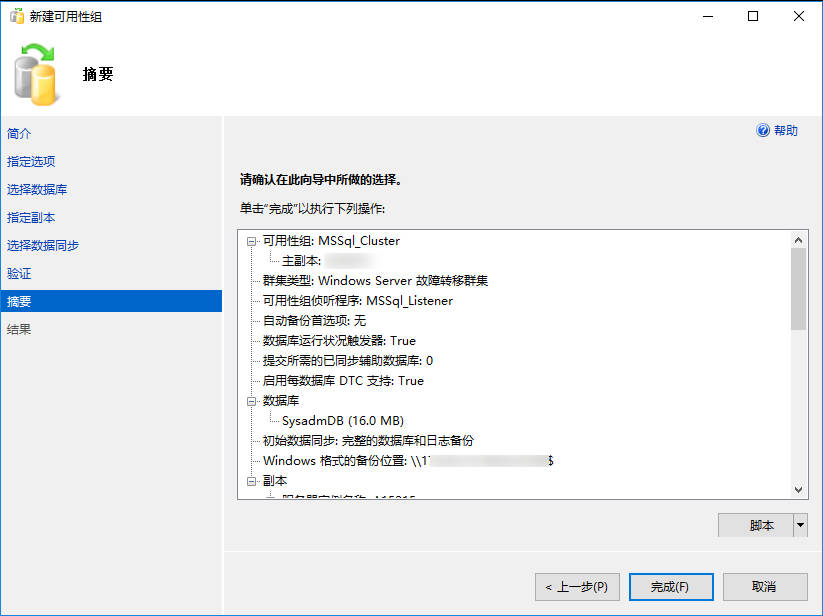 新建可用性组
摘要
简介
指定选项
选择数据库
指定副本
选择数据同步
验证
摘要
结果
帮助
请确认在此向导中所做的选择。
单击“完成”以执行下列操作:
可用性组: MSSql_Cluster
主副本:
群集类型: Windows Server 故障转移群集
可用性组侦听程序: MSSql_Listener
自动备份首选项: 无
数据库运行状况触发器: True
提交所需的已同步辅助数据库: 0
启用每数据库 DTC 支持: True
数据库
SysadmDB (16.0 MB)
初始数据同步: 完整的数据库和日志备份
Windows 格式的备份位置: \\1 $
副本
服务器实例名称:
脚本
< 上一步(P)
完成(F)
取消